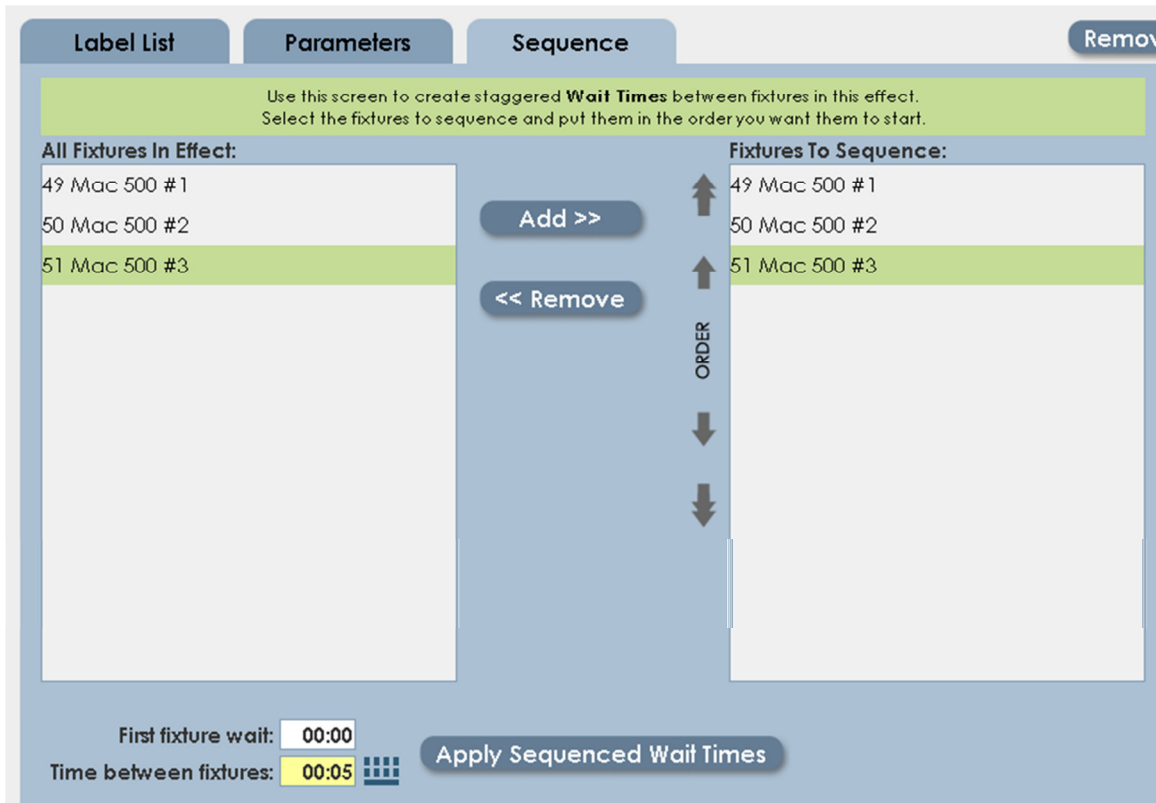 Label List
Parameters
Sequence
Remov
Use this screen to create staggered Wait Times between fixtures in this effect.
Select the fixtures to sequence and put them in the order you want them to start.
All Fixtures In Effect:
49 Mac 500 #1
50 Mac 500 #2
51 Mac 500 #3
Add >>
<< Remove
ORDER
Fixtures To Sequence:
49 Mac 500 #1
50 Mac 500 #2
51 Mac 500 #3
First fixture wait: 00:00
Time between fixtures: 00:05
Apply Sequenced Wait Times